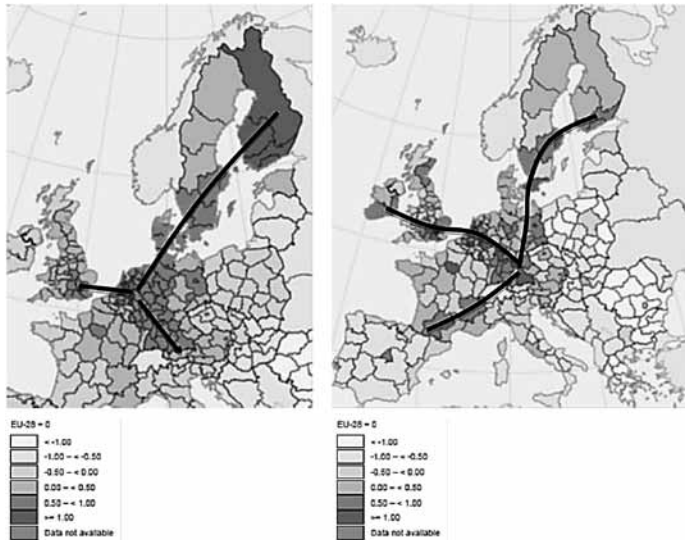 EU-28 = 0
< -1.00
-1.00 – < -0.50
-0.50 – < 0.00
0.00 – < 0.50
0.50 – < 1.00
>= 1.00
Data not available
EU-28 = 0
< -1.00
-1.00 – < -0.50
-0.50 – < 0.00
0.00 – < 0.50
0.50 – < 1.00
>= 1.00
Data not available